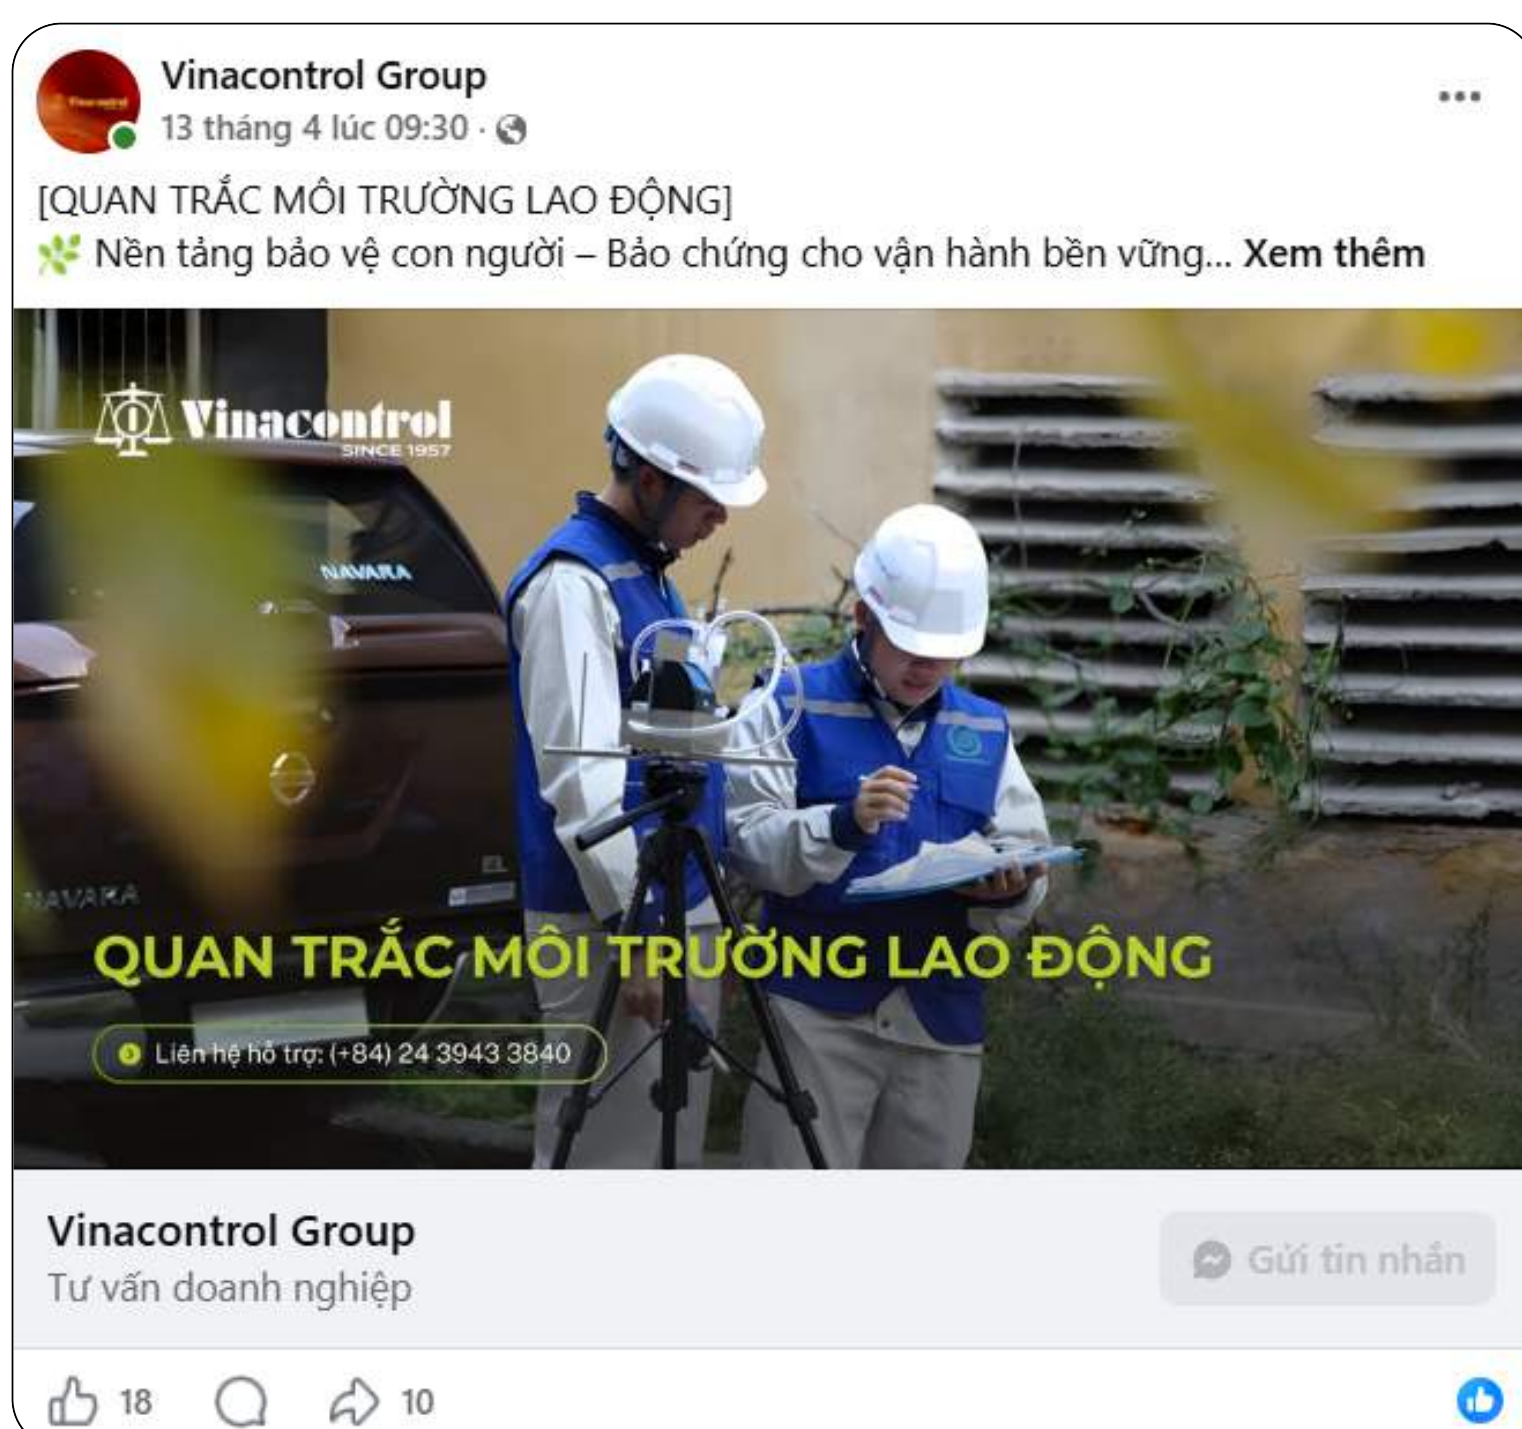 Vinacontrol Group
13 tháng 4 lúc 09:30 ·
[QUAN TRẮC MÔI TRƯỜNG LAO ĐỘNG]
Nền tảng bảo vệ con người – Bảo chứng cho vận hành bền vững... Xem thêm
Vinacontrol
SINCE 1957
NAVARA
NAVARA
QUAN TRẮC MÔI TRƯỜNG LAO ĐỘNG
Liên hệ hỗ trợ: (+84) 24 3943 3840
Vinacontrol Group
Tư vấn doanh nghiệp
Gửi tin nhắn
18
10